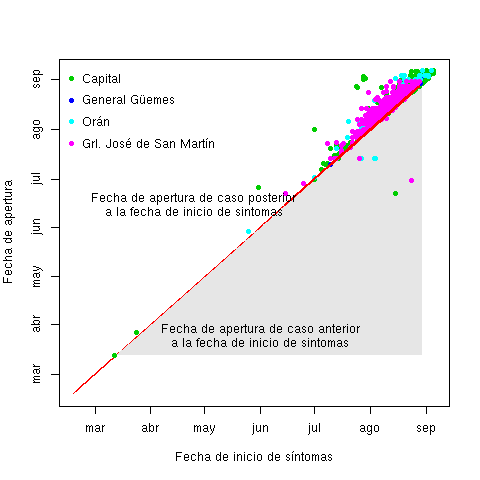 Capital
General Güemes
Orán
Grl. José de San Martín
Fecha de apertura de caso posterior
a la fecha de inicio de sintomas
Fecha de apertura de caso anterior
a la fecha de inicio de sintomas
Fecha de apertura
sep
ago
jul
jun
may
abr
mar
mar abr may jun jul ago sep
Fecha de inicio de síntomas